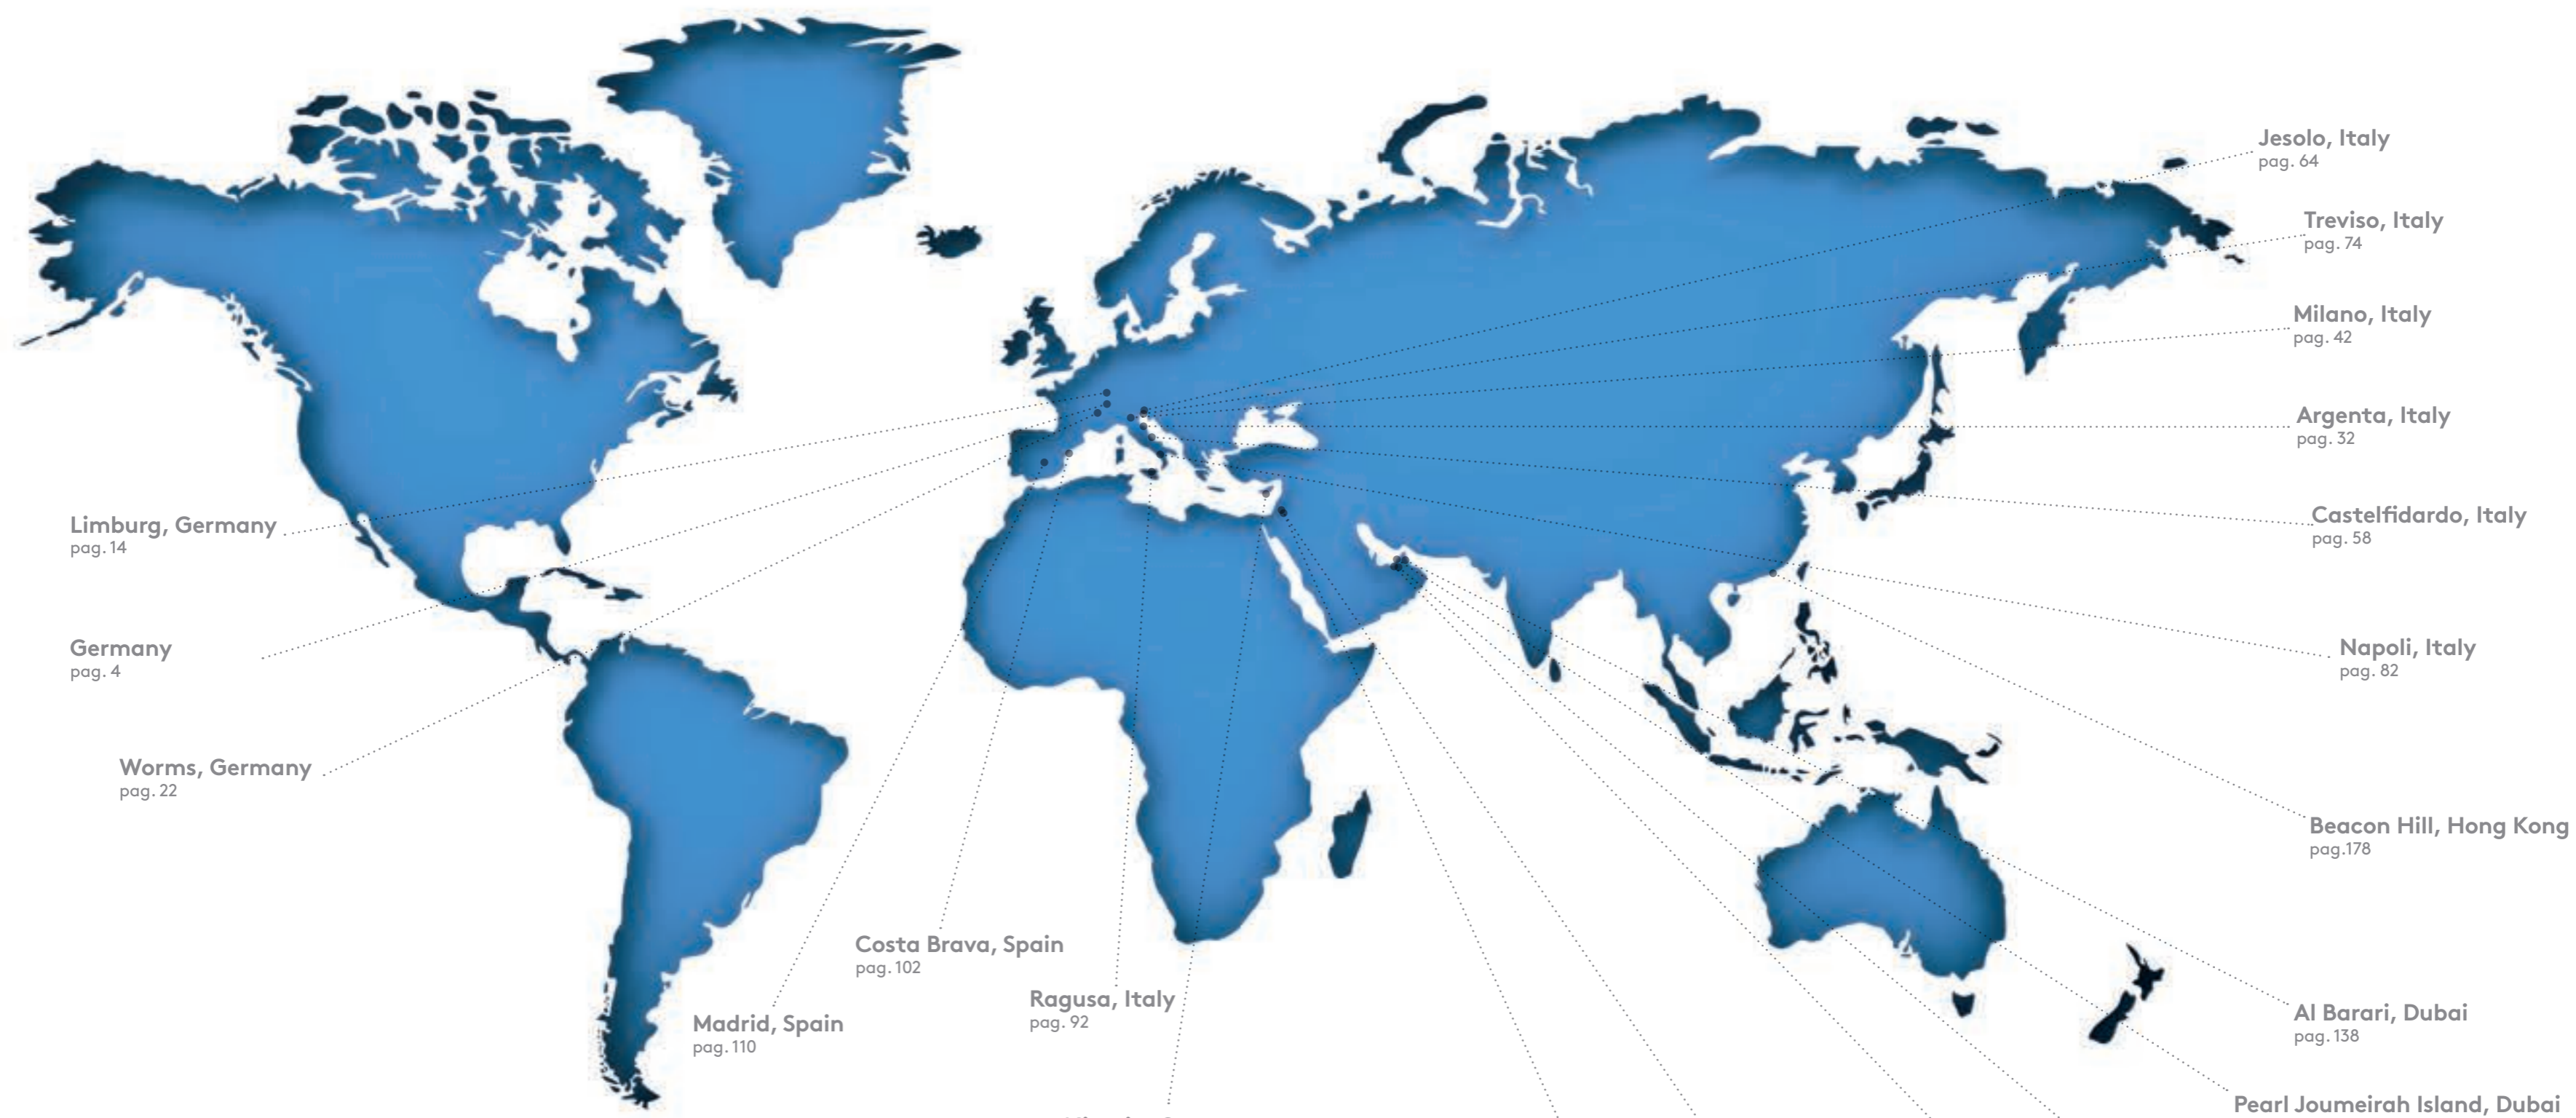 Jesolo, Italy
pag. 64
Treviso, Italy
pag. 74
Milano, Italy
pag. 42
Argenta, Italy
pag. 32
Castelfidardo, Italy
pag. 58
Limburg, Germany
pag. 14
Germany
pag. 4
Napoli, Italy
pag. 82
Worms, Germany
pag. 22
Beacon Hill, Hong Kong
pag.178
Costa Brava, Spain
pag. 102
Ragusa, Italy
pag. 92
Madrid, Spain
pag. 110
Al Barari, Dubai
pag. 138
Pearl Joumeirah Island, Dubai